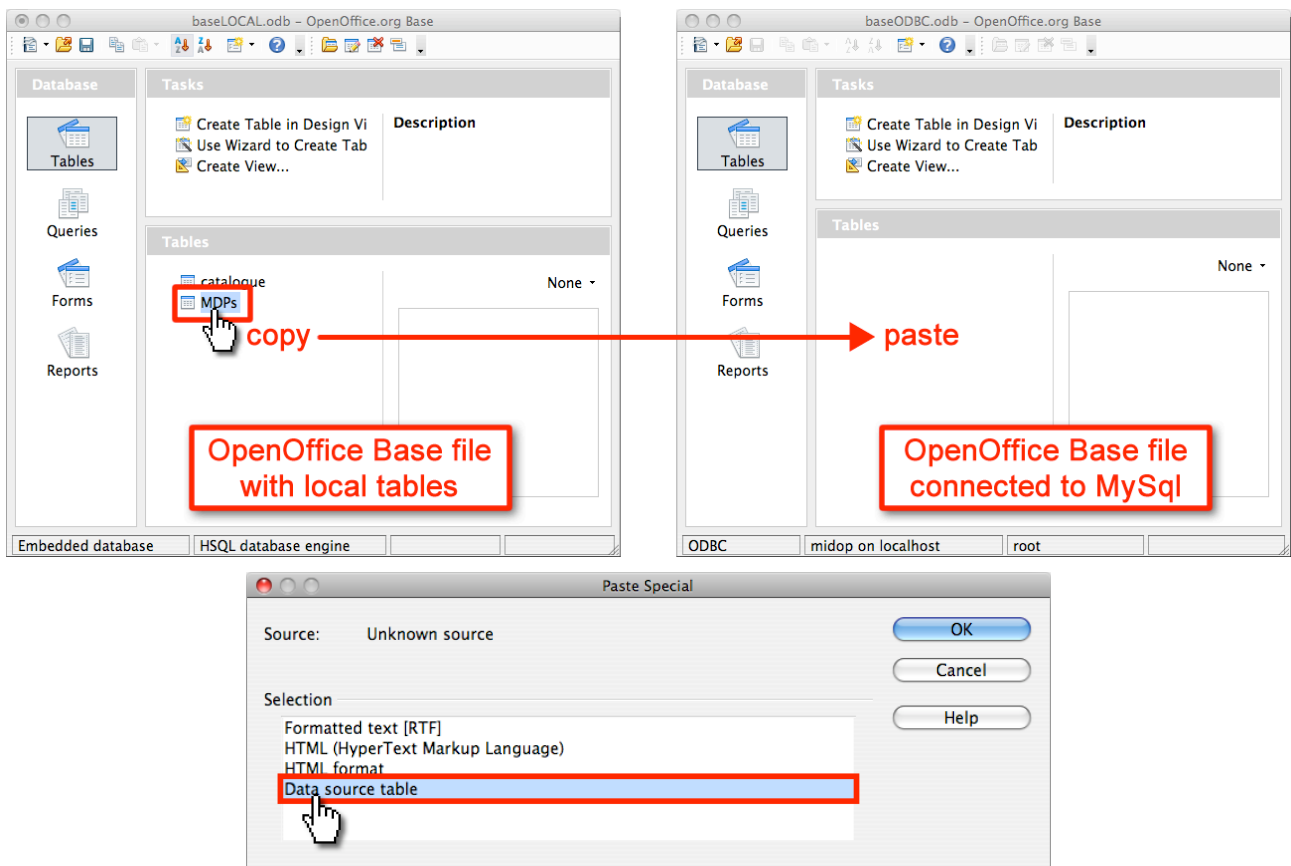 baseLOCAL.odb – OpenOffice.org Base
Database
Tasks
Tables
Queries
Forms
Reports
Create Table in Design Vi
Use Wizard to Create Tab
Create View...
Description
Tables
catalogue
MDPs
None
copy
OpenOffice Base file
with local tables
Embedded database
HSQL database engine
baseODBC.odb – OpenOffice.org Base
Database
Tasks
Tables
Queries
Forms
Reports
Create Table in Design Vi
Use Wizard to Create Tab
Create View...
Description
Tables
None
paste
OpenOffice Base file
connected to MySql
ODBC
midop on localhost
root
Paste Special
Source: Unknown source
OK
Cancel
Help
Selection
Formatted text [RTF]
HTML (HyperText Markup Language)
HTML format
Data source table